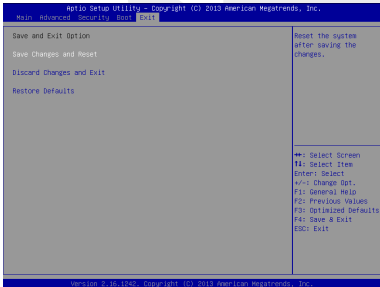 Aptio Setup Utility – Copyright (C) 2013 American Megatrends, Inc.
Main Advanced Security Boot Exit
Save and Exit Option
Save Changes and Reset
Discard Changes and Exit
Restore Defaults
Reset the system
after saving the
changes.
→←: Select Screen
↑↓: Select Item
Enter: Select
+/-: Change Opt.
F1: General Help
F2: Previous Values
F3: Optimized Defaults
F4: Save & Exit
ESC: Exit
Version 2.16.1242. Copyright (C) 2013 American Megatrends, Inc.